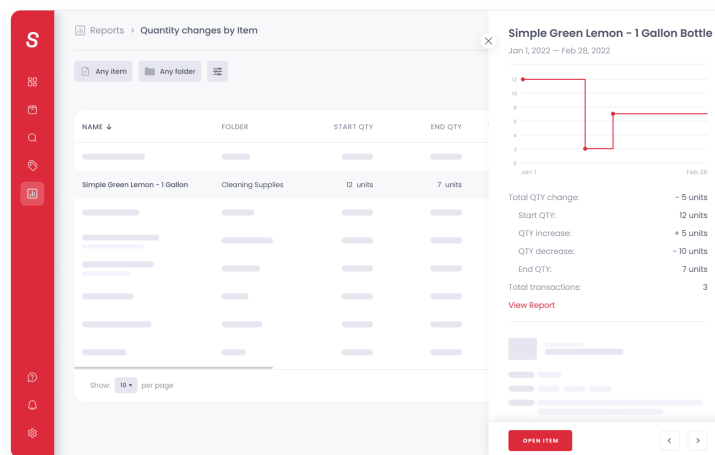 S
Reports > Quantity changes by Item
Any item
Any folder
NAME ↓
FOLDER
START QTY
END QTY
Simple Green Lemon - 1 Gallon
Cleaning Supplies
12 units
7 units
Show: 10 per page
Simple Green Lemon - 1 Gallon Bottle
Jan 1, 2022 — Feb 28, 2022
12
10
8
6
4
2
0
Jan 1
Feb 28
Total QTY change: - 5 units
Start QTY: 12 units
QTY increase: + 5 units
QTY decrease: - 10 units
End QTY: 7 units
Total transactions: 3
View Report
OPEN ITEM